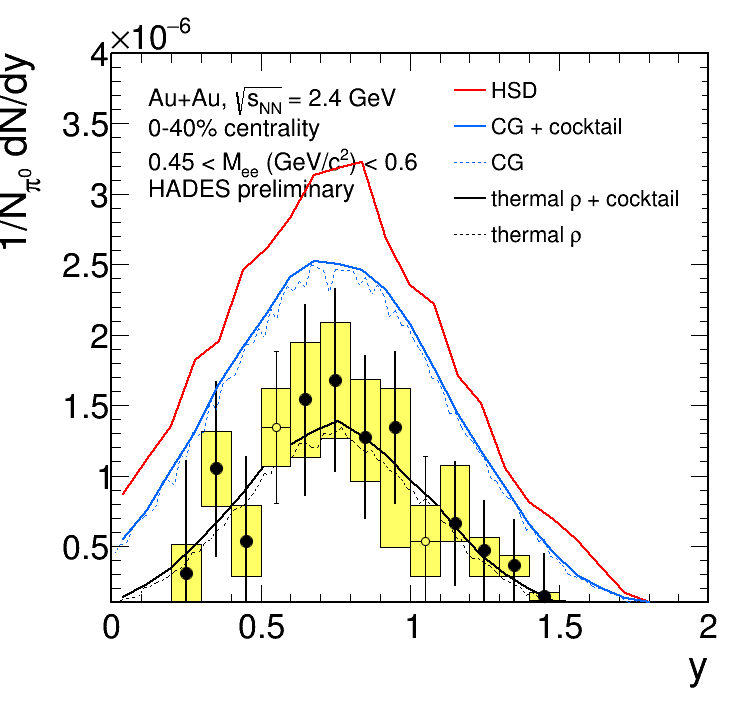 ×10⁻⁶
1/N_π⁰ dN/dy
4
3.5
3
2.5
2
1.5
1
0.5
Au+Au, √s_NN = 2.4 GeV
0-40% centrality
0.45 < M_ee (GeV/c²) < 0.6
HADES preliminary
HSD
CG + cocktail
CG
thermal ρ + cocktail
thermal ρ
0 0.5 1 1.5 2
y